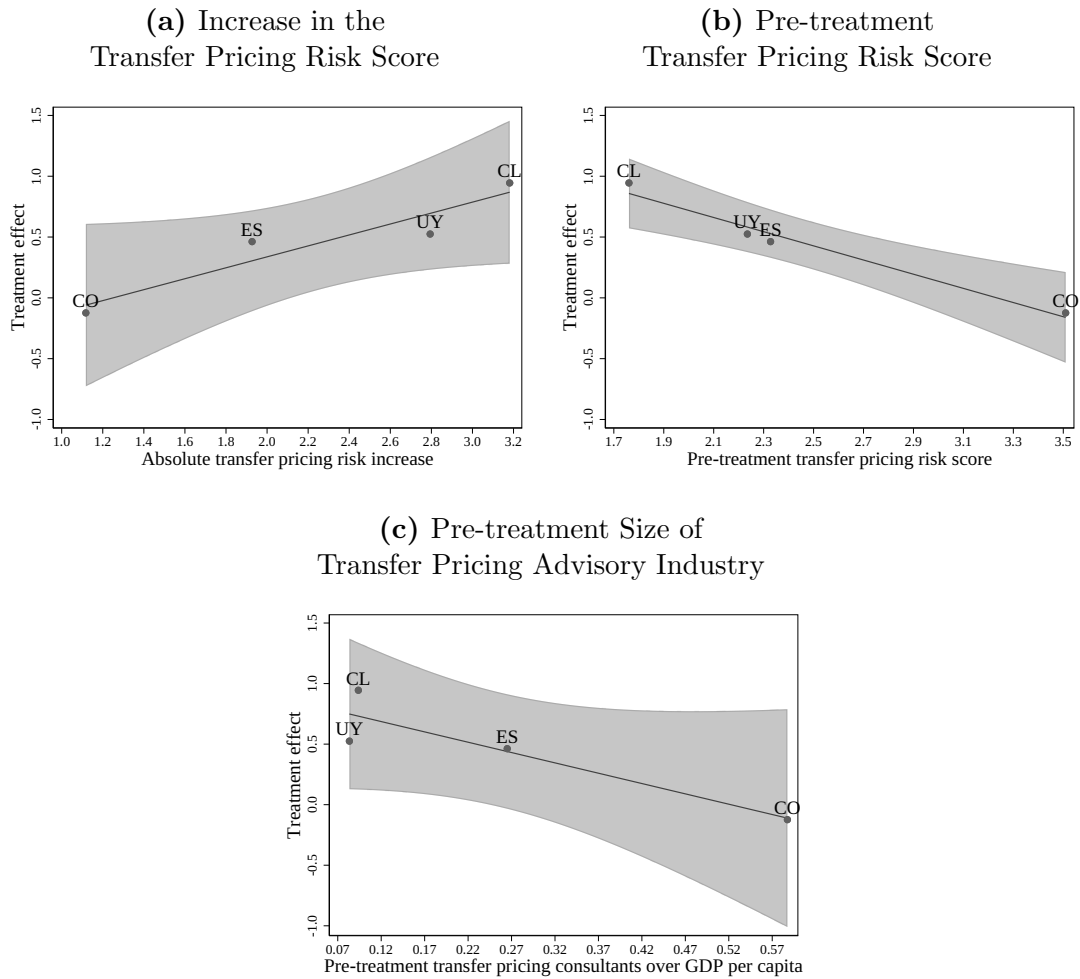 (a) Increase in the
Transfer Pricing Risk Score
Treatment effect
1.5
1.0
0.5
0.0
-0.5
-1.0
CO
ES
UY
CL
1.0 1.2 1.4 1.6 1.8 2.0 2.2 2.4 2.6 2.8 3.0 3.2
Absolute transfer pricing risk increase
(b) Pre-treatment
Transfer Pricing Risk Score
Treatment effect
1.5
1.0
0.5
0.0
-0.5
-1.0
CL
UY
ES
CO
1.7 1.9 2.1 2.3 2.5 2.7 2.9 3.1 3.3 3.5
Pre-treatment transfer pricing risk score
(c) Pre-treatment Size of
Transfer Pricing Advisory Industry
Treatment effect
1.5
1.0
0.5
0.0
-0.5
-1.0
CL
UY
ES
CO
0.07 0.12 0.17 0.22 0.27 0.32 0.37 0.42 0.47 0.52 0.57
Pre-treatment transfer pricing consultants over GDP per capita